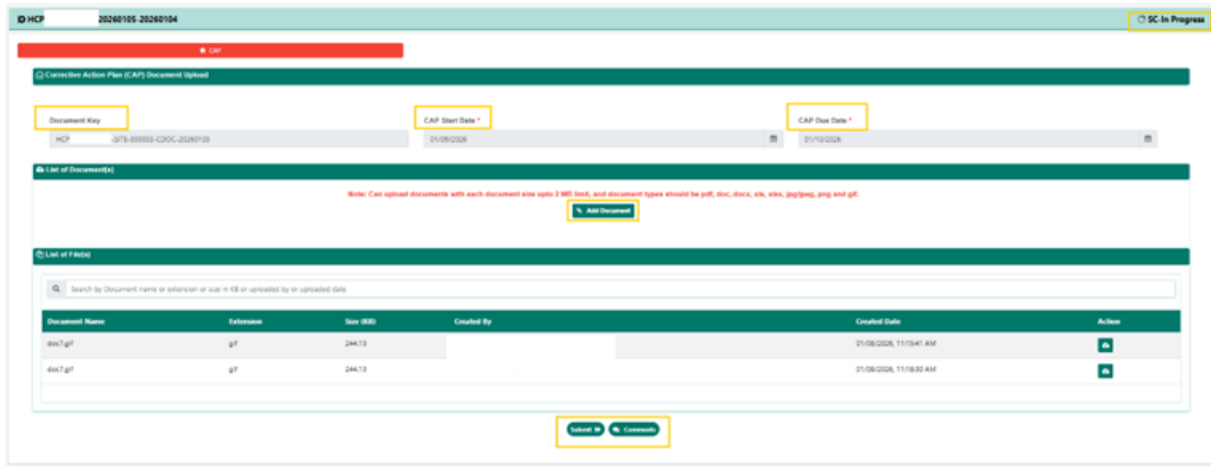 HCP 20260105-20260104
SC-In Progress
CAP
Corrective Action Plan (CAP) Document Upload
Document Key
CAP Start Date *
CAP Due Date *
HCP -SITE-000003-CDOC-20260105
01/09/2026
01/10/2026
List of Document(s)
Note: Can upload documents with each document size upto 2 MB limit, and document types should be pdf, doc, docx, xls, xlsx, jpg/jpeg, png and gif.
Add Document
List of File(s)
Search by Document name or extension or size in KB or uploaded by or uploaded date
Document Name Extension Size (KB) Created By Created Date Action
doc7.gif gif 244.13 01/08/2026, 11:15:41 AM
doc7.gif gif 244.13 01/08/2026, 11:18:30 AM
Submit
Comments